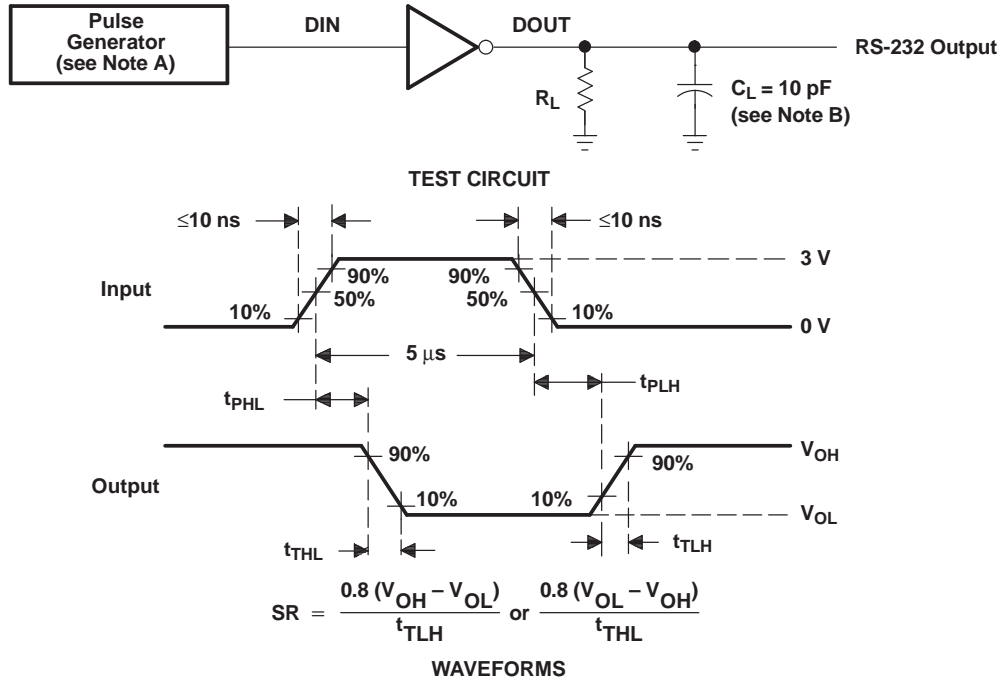 Pulse
Generator
(see Note A)
DIN
DOUT
RS-232 Output
RL
CL = 10 pF
(see Note B)
TEST CIRCUIT
≤10 ns
≤10 ns
Input
10%
90%
50%
90%
50%
10%
3 V
0 V
5 μs
tPHL
tPLH
Output
90%
10%
10%
90%
VOH
VOL
tTHL
tTLH
SR = 0.8 (VOH – VOL) / tTLH or 0.8 (VOL – VOH) / tTHL
WAVEFORMS